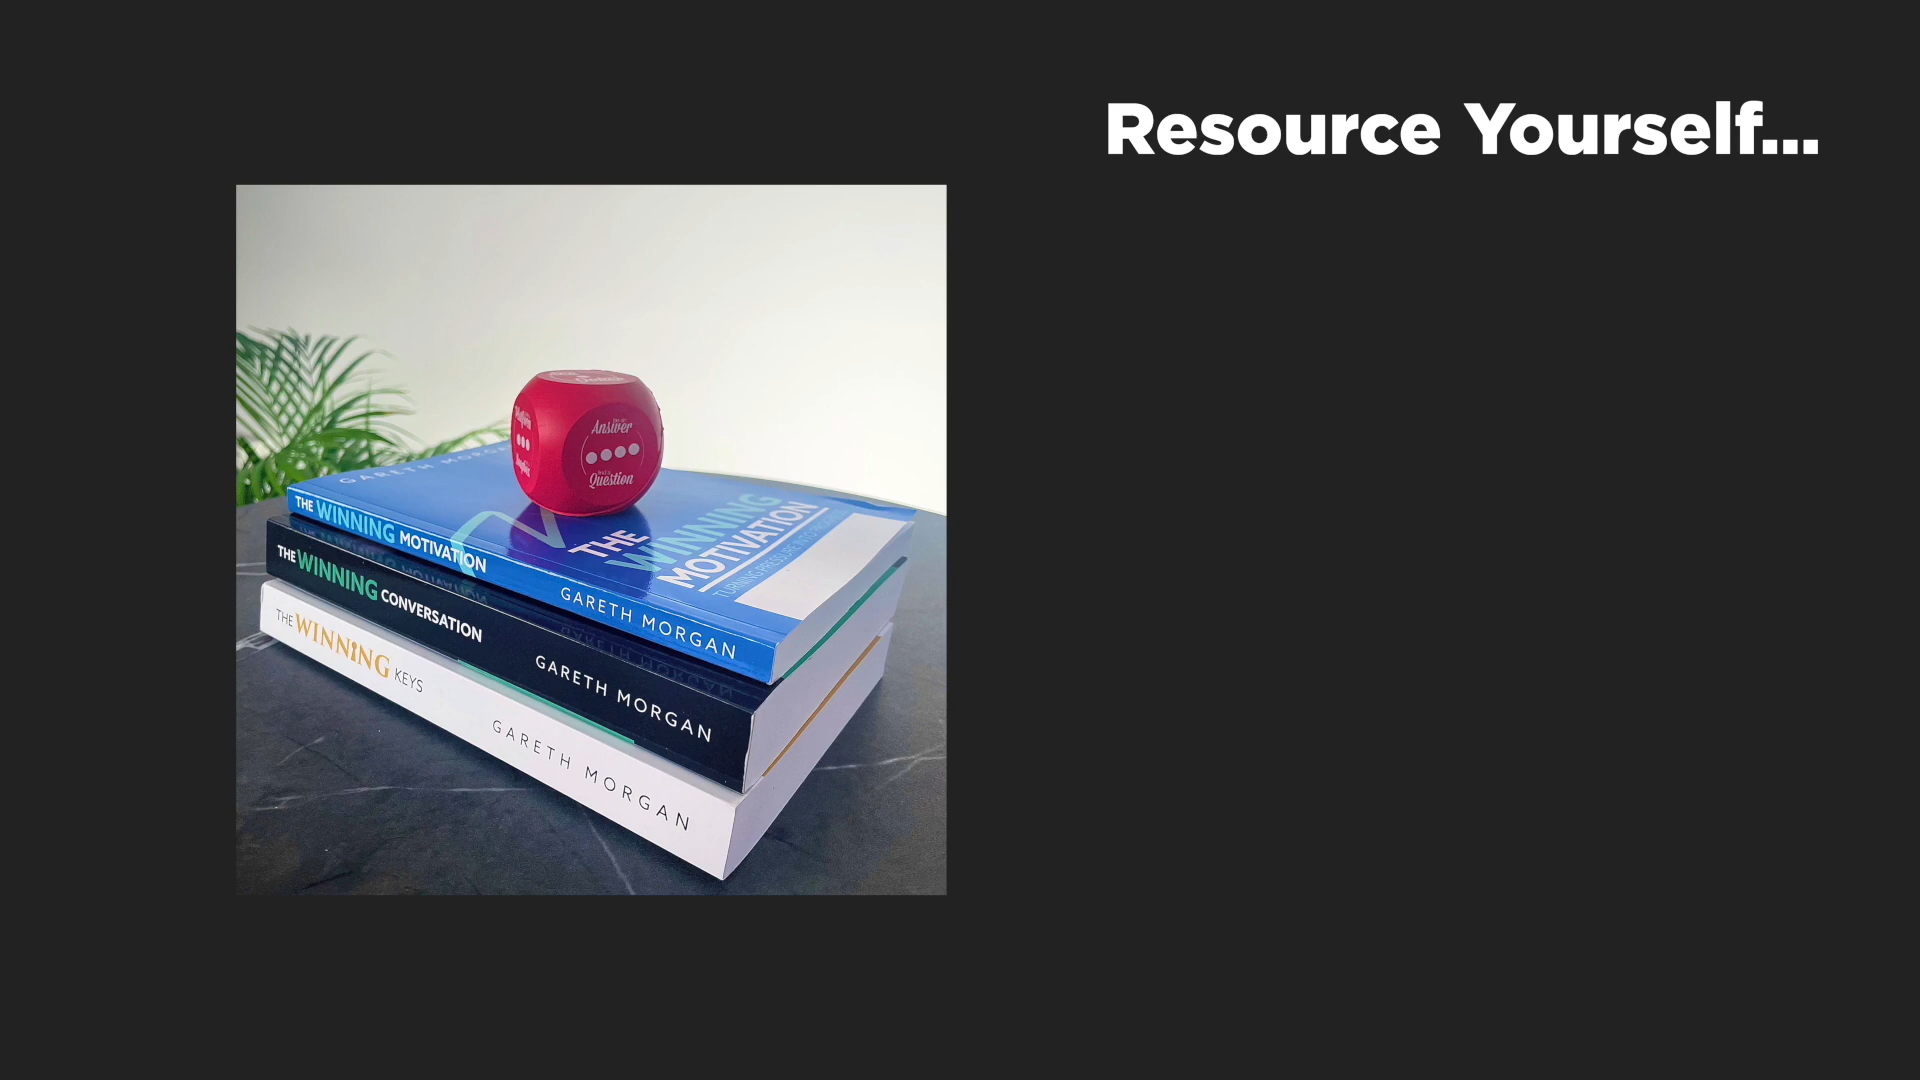 Resource Yourself...
Answer
Question
GARETH MORGAN
THE WINNING MOTIVATION
THE
WINNING
MOTIVATION
GARETH MORGAN
THE WINNING CONVERSATION
GARETH MORGAN
THE WINNING KEYS
GARETH MORGAN